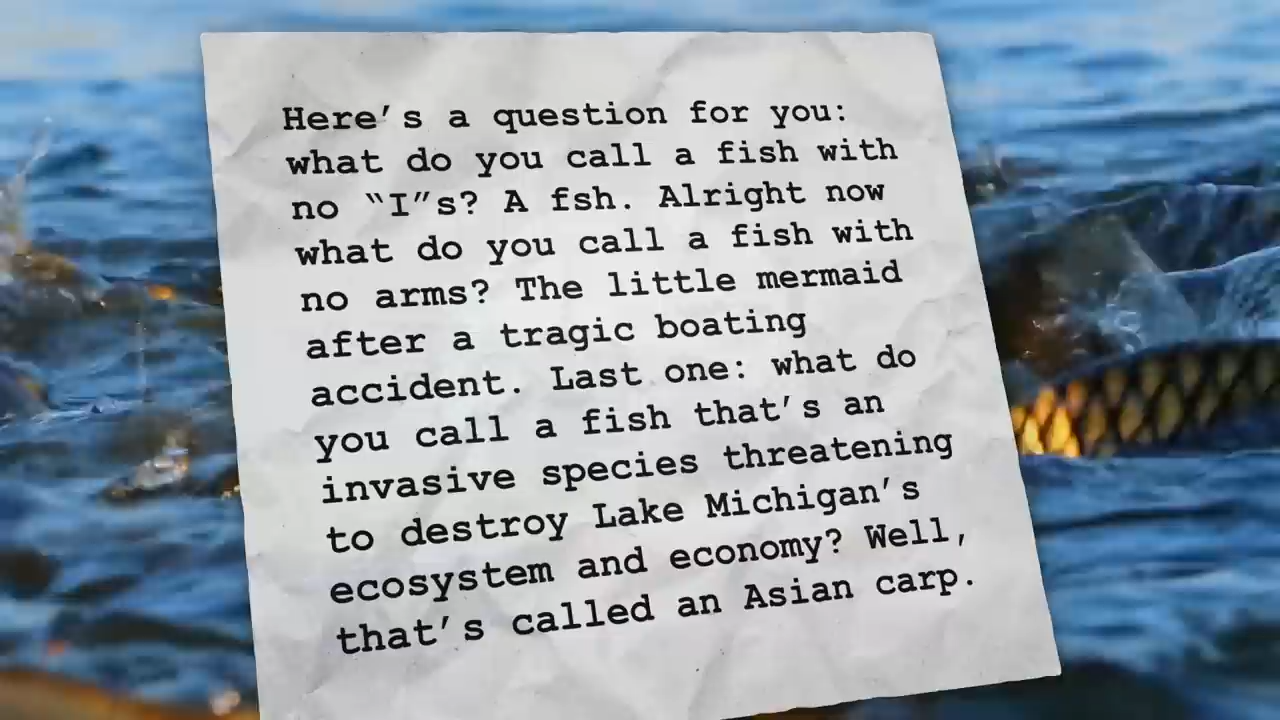 Here's a question for you:
what do you call a fish with
no “I”s? A fsh. Alright now
what do you call a fish with
no arms? The little mermaid
after a tragic boating
accident. Last one: what do
you call a fish that's an
invasive species threatening
to destroy Lake Michigan's
ecosystem and economy? Well,
that's called an Asian carp.